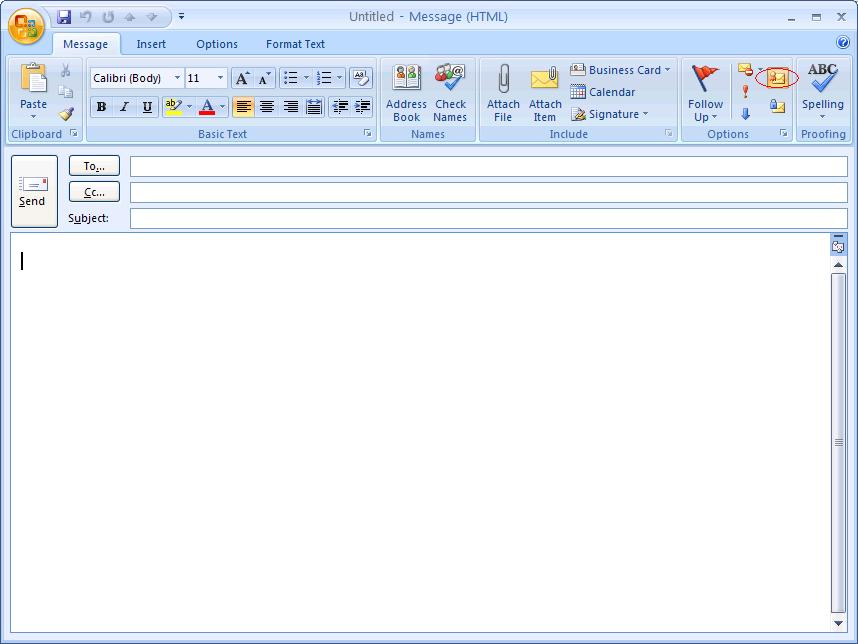 Untitled - Message (HTML)
Message Insert Options Format Text
Calibri (Body) 11
Paste
B I U ab A
Address Book
Check Names
Attach File
Attach Item
Business Card
Calendar
Signature
Follow Up
ABC
Spelling
Clipboard Basic Text Names Include Options Proofing
To...
Cc...
Send
Subject: